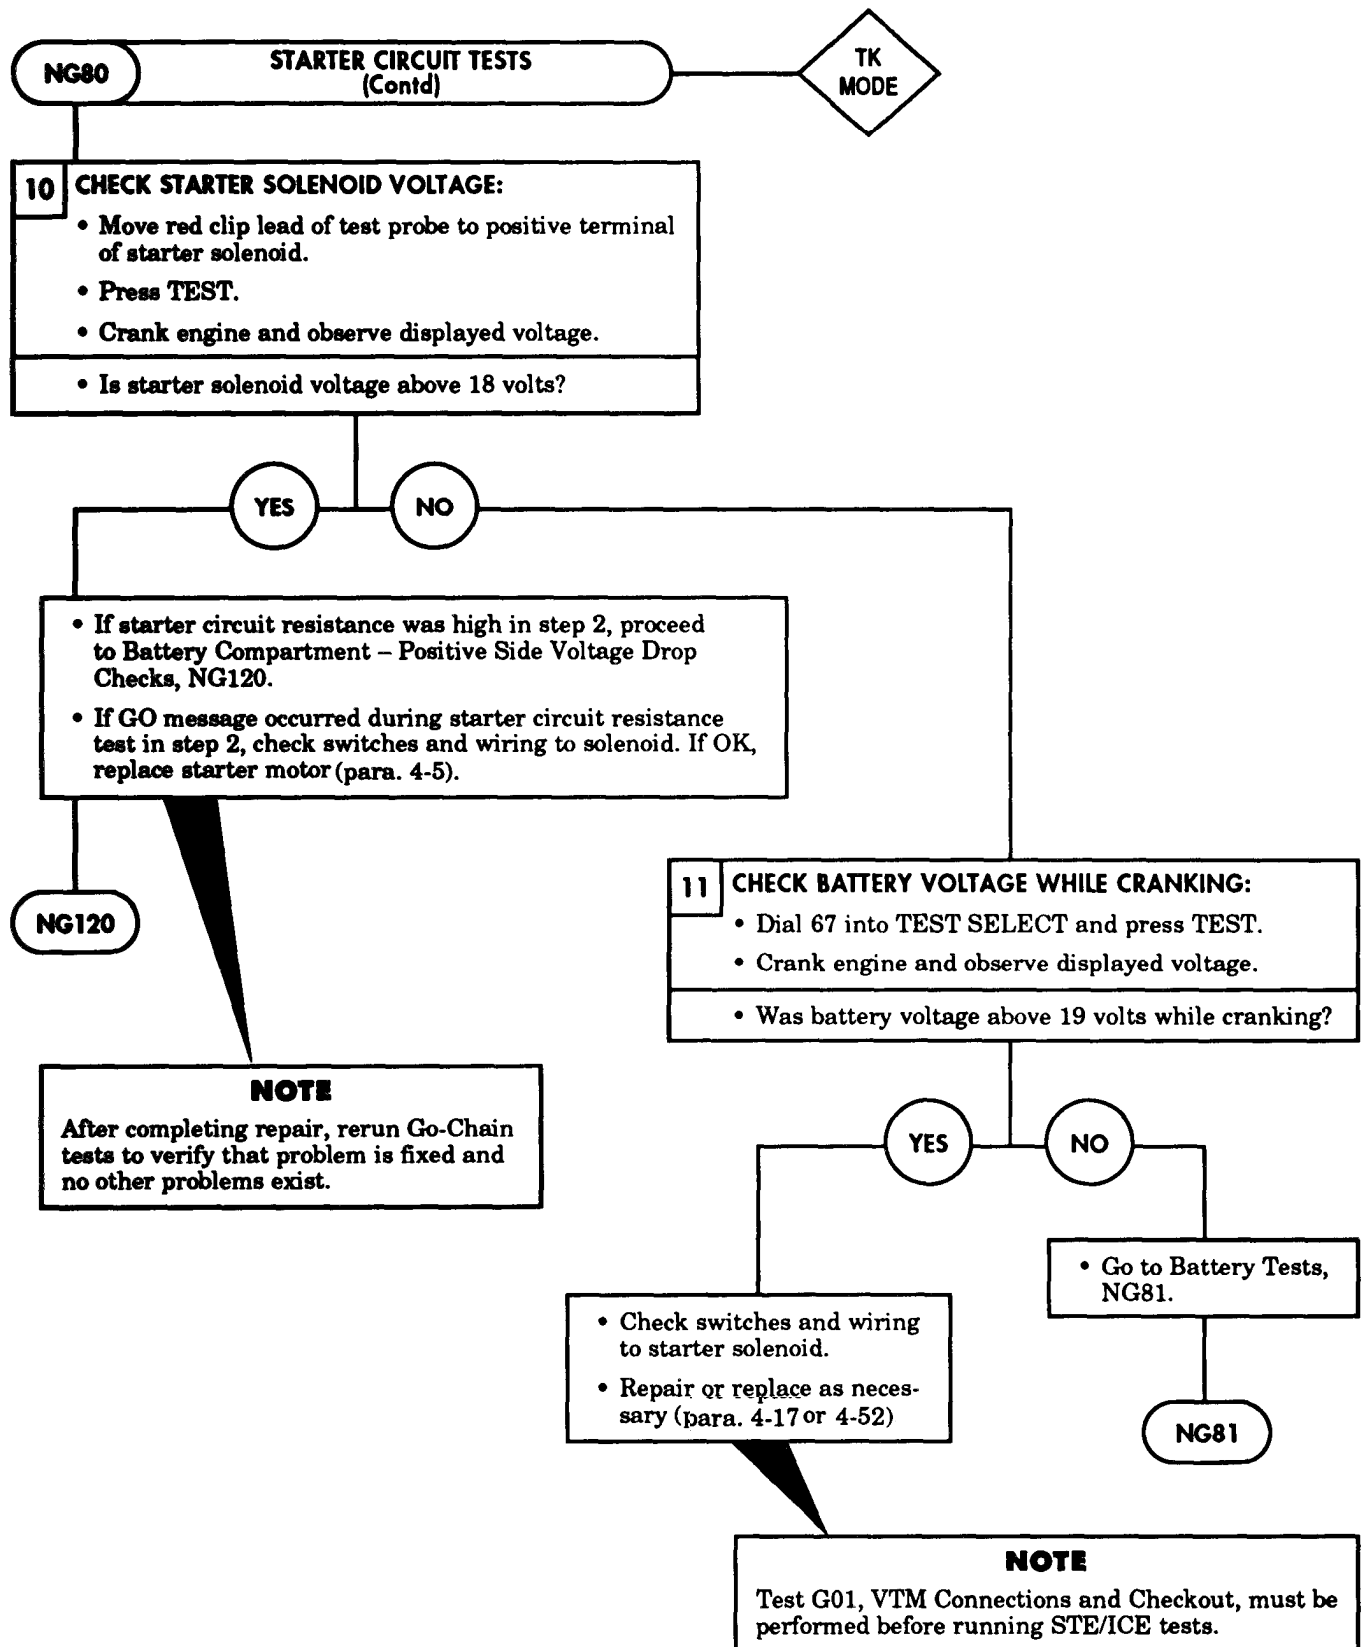 NG80
STARTER CIRCUIT TESTS
(Contd)
TK
MODE
10
CHECK STARTER SOLENOID VOLTAGE:
• Move red clip lead of test probe to positive terminal
of starter solenoid.
• Press TEST.
• Crank engine and observe displayed voltage.
• Is starter solenoid voltage above 18 volts?
YES
NO
• If starter circuit resistance was high in step 2, proceed
to Battery Compartment – Positive Side Voltage Drop
Checks, NG120.
• If GO message occurred during starter circuit resistance
test in step 2, check switches and wiring to solenoid. If OK,
replace starter motor (para. 4-5).
NG120
NOTE
After completing repair, rerun Go-Chain
tests to verify that problem is fixed and
no other problems exist.
11
CHECK BATTERY VOLTAGE WHILE CRANKING:
• Dial 67 into TEST SELECT and press TEST.
• Crank engine and observe displayed voltage.
• Was battery voltage above 19 volts while cranking?
YES
NO
• Check switches and wiring
to starter solenoid.
• Repair or replace as neces-
sary (para. 4-17 or 4-52)
• Go to Battery Tests,
NG81.
NG81
NOTE
Test G01, VTM Connections and Checkout, must be
performed before running STE/ICE tests.